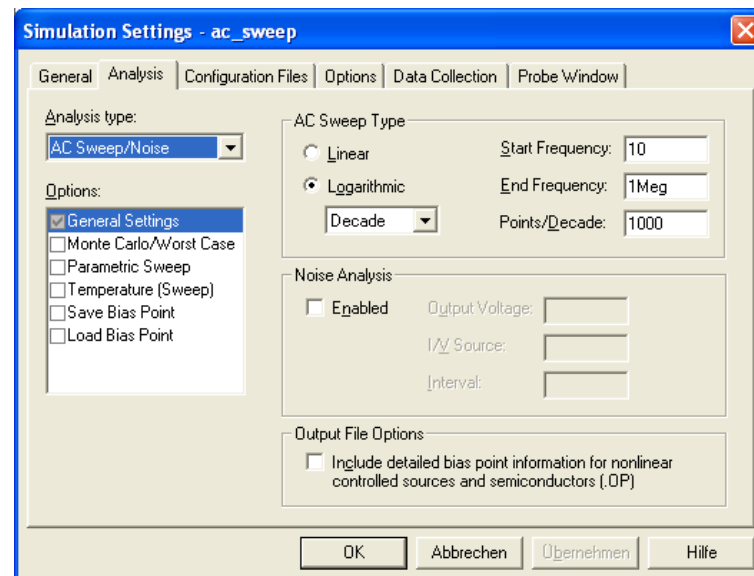 Simulation Settings - ac_sweep
General Analysis Configuration Files Options Data Collection Probe Window
Analysis type:
AC Sweep/Noise
Options:
General Settings
Monte Carlo/Worst Case
Parametric Sweep
Temperature (Sweep)
Save Bias Point
Load Bias Point
AC Sweep Type
Linear
Logarithmic
Decade
Start Frequency: 10
End Frequency: 1Meg
Points/Decade: 1000
Noise Analysis
Enabled
Output Voltage:
I/V Source:
Interval:
Output File Options
Include detailed bias point information for nonlinear
controlled sources and semiconductors (.OP)
OK Abbrechen Übernehmen Hilfe